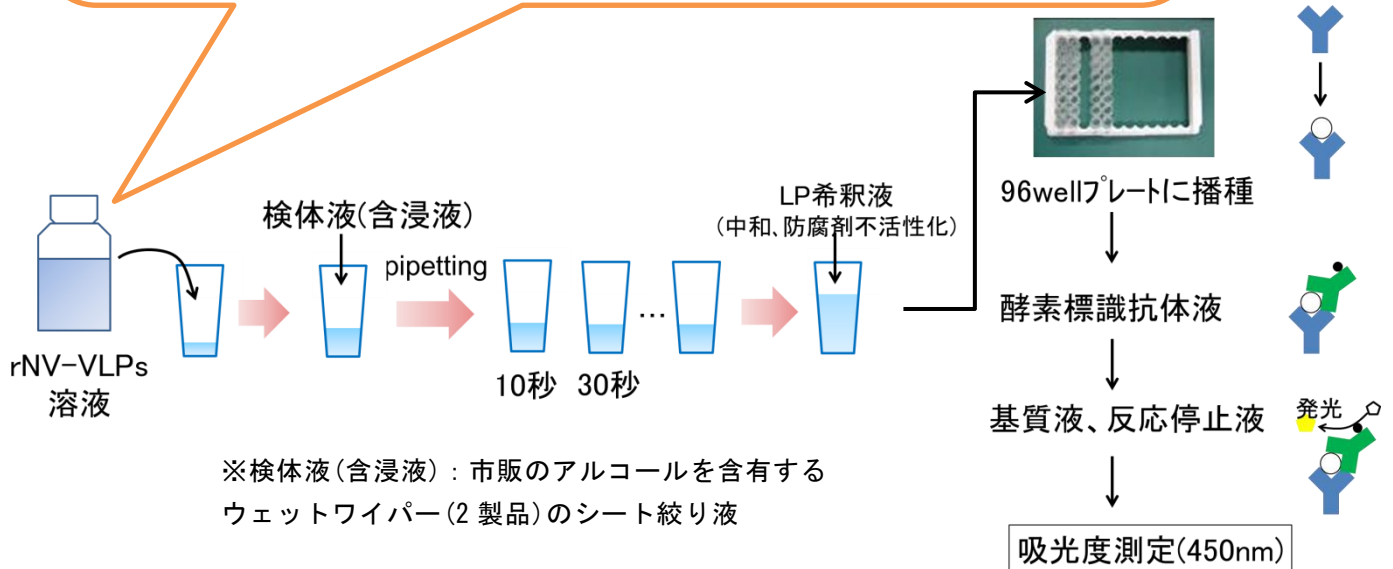 rNV-VLPs
溶液
検体液(含浸液)
pipetting
10秒
30秒
…
LP希釈液
(中和、防腐剤不活性化)
96wellプレートに播種
酵素標識抗体液
基質液、反応停止液
発光
吸光度測定(450nm)
※検体液(含浸液)：市販のアルコールを含有する
ウェットワイパー(2製品)のシート絞り液